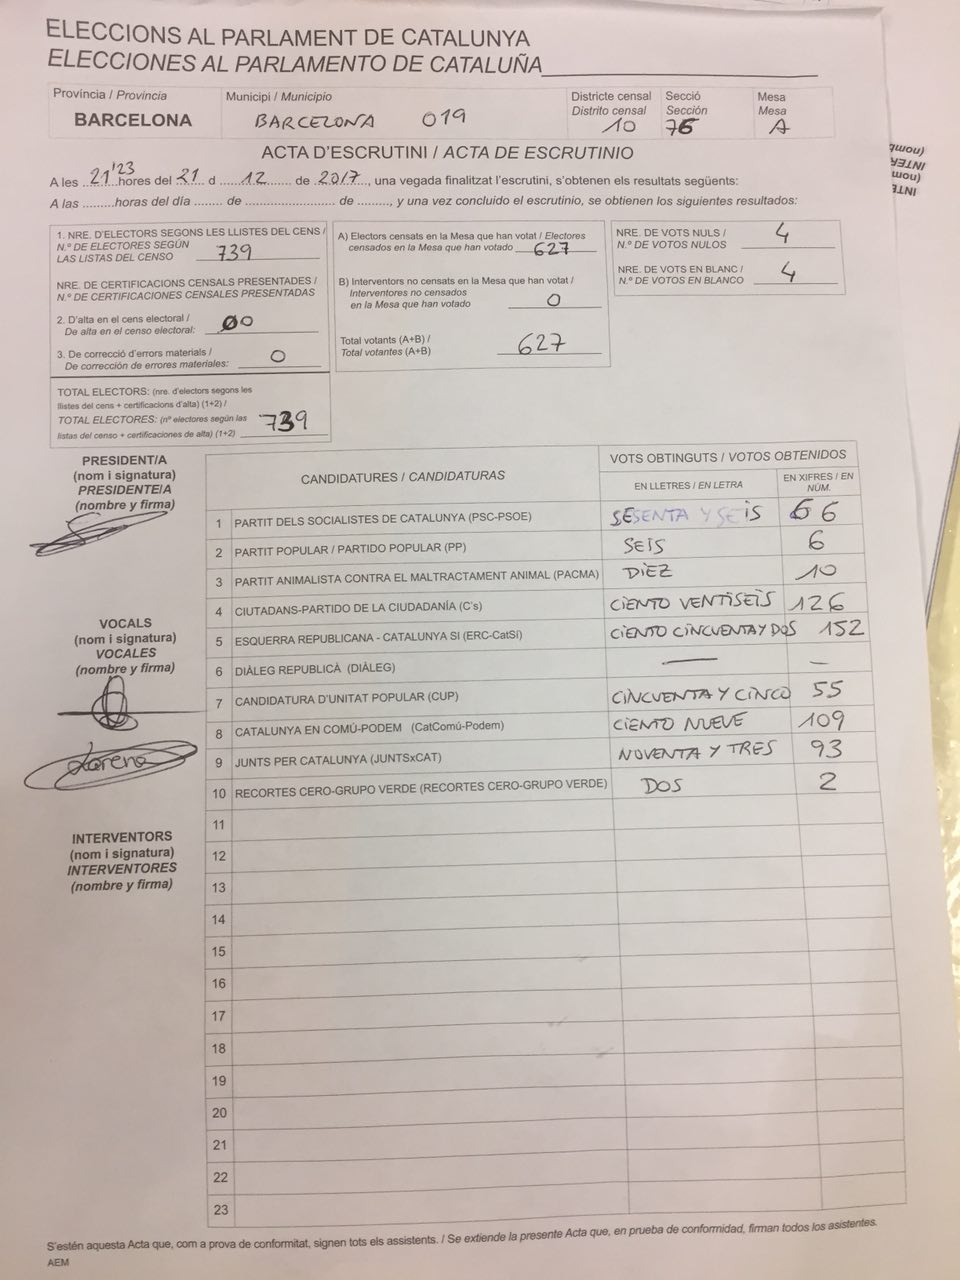 ELECCIONS AL PARLAMENT DE CATALUNYA
ELECCIONES AL PARLAMENTO DE CATALUÑA
Província / Provincia
BARCELONA
Municipi / Municipio
BARCELONA 019
Districte censal
Distrito censal
10
Secció
Sección
76
Mesa
Mesa
A
ACTA D'ESCRUTINI / ACTA DE ESCRUTINIO
A les 21'23 hores del 21 d 12 de 2017, una vegada finalitzat l'escrutini, s'obtenen els resultats següents:
A las .........horas del día ........ de ......................... de ........., y una vez concluido el escrutinio, se obtienen los siguientes resultados:
1. NRE. D'ELECTORS SEGONS LES LLISTES DEL CENS /
N.º DE ELECTORES SEGÚN
LAS LISTAS DEL CENSO 739
NRE. DE CERTIFICACIONS CENSALS PRESENTADES /
N.º DE CERTIFICACIONES CENSALES PRESENTADAS
2. D'alta en el cens electoral /
De alta en el censo electoral: 00
3. De correcció d'errors materials /
De corrección de errores materiales: 0
TOTAL ELECTORS: (nre. d'electors segons les
llistes del cens + certificacions d'alta) (1+2) /
TOTAL ELECTORES: (nº electores según las
listas del censo + certificaciones de alta) (1+2) 739
A) Electors censats en la Mesa que han votat / Electores
censados en la Mesa que han votado 627
B) Interventors no censats en la Mesa que han votat /
Interventores no censados
en la Mesa que han votado 0
Total votants (A+B) /
Total votantes (A+B) 627
NRE. DE VOTS NULS /
N.º DE VOTOS NULOS 4
NRE. DE VOTS EN BLANC /
N.º DE VOTOS EN BLANCO 4
PRESIDENT/A
(nom i signatura)
PRESIDENTE/A
(nombre y firma)
VOCALS
(nom i signatura)
VOCALES
(nombre y firma)
Lorena
INTERVENTORS
(nom i signatura)
INTERVENTORES
(nombre y firma)
CANDIDATURES / CANDIDATURAS
VOTS OBTINGUTS / VOTOS OBTENIDOS
EN LLETRES / EN LETRA
EN XIFRES / EN NÚM.
1 PARTIT DELS SOCIALISTES DE CATALUNYA (PSC-PSOE) SESENTA Y SEIS 66
2 PARTIT POPULAR / PARTIDO POPULAR (PP) SEIS 6
3 PARTIT ANIMALISTA CONTRA EL MALTRACTAMENT ANIMAL (PACMA) DIEZ 10
4 CIUTADANS-PARTIDO DE LA CIUDADANÍA (C's) CIENTO VENTISEIS 126
5 ESQUERRA REPUBLICANA - CATALUNYA SI (ERC-CatSí) CIENTO CINCUENTA Y DOS 152
6 DIÀLEG REPUBLICÀ (DIÀLEG) — —
7 CANDIDATURA D'UNITAT POPULAR (CUP) CINCUENTA Y CINCO 55
8 CATALUNYA EN COMÚ-PODEM (CatComú-Podem) CIENTO NUEVE 109
9 JUNTS PER CATALUNYA (JUNTSxCAT) NOVENTA Y TRES 93
10 RECORTES CERO-GRUPO VERDE (RECORTES CERO-GRUPO VERDE) DOS 2
11
12
13
14
15
16
17
18
19
20
21
22
23
S'estén aquesta Acta que, com a prova de conformitat, signen tots els assistents. / Se extiende la presente Acta que, en prueba de conformidad, firman todos los asistentes.
AEM